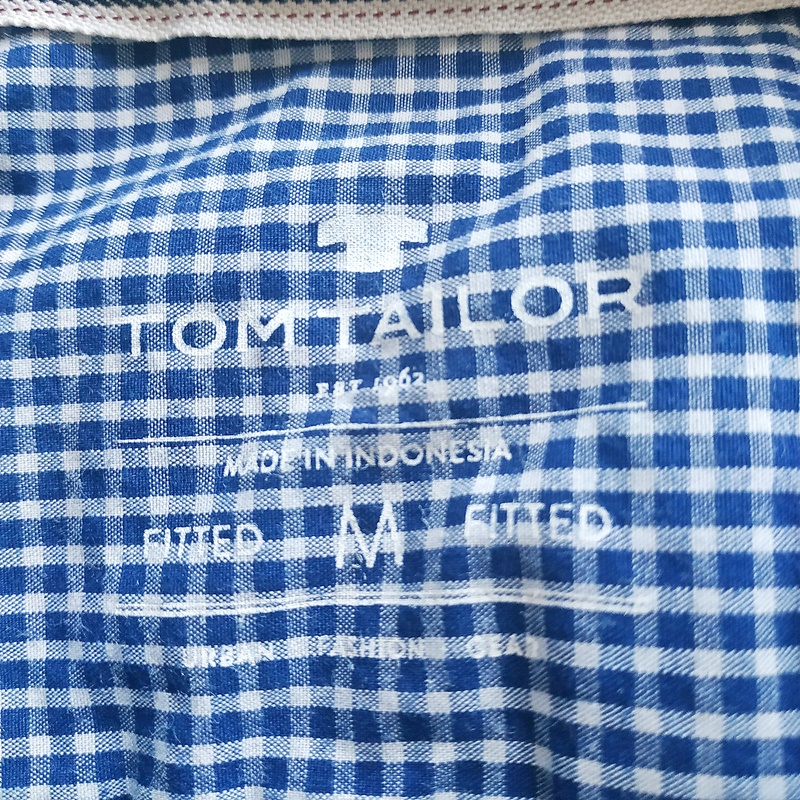 TOM TAILOR
EST 1962
MADE IN INDONESIA
FITTED M FITTED
URBAN FASHION GEAR